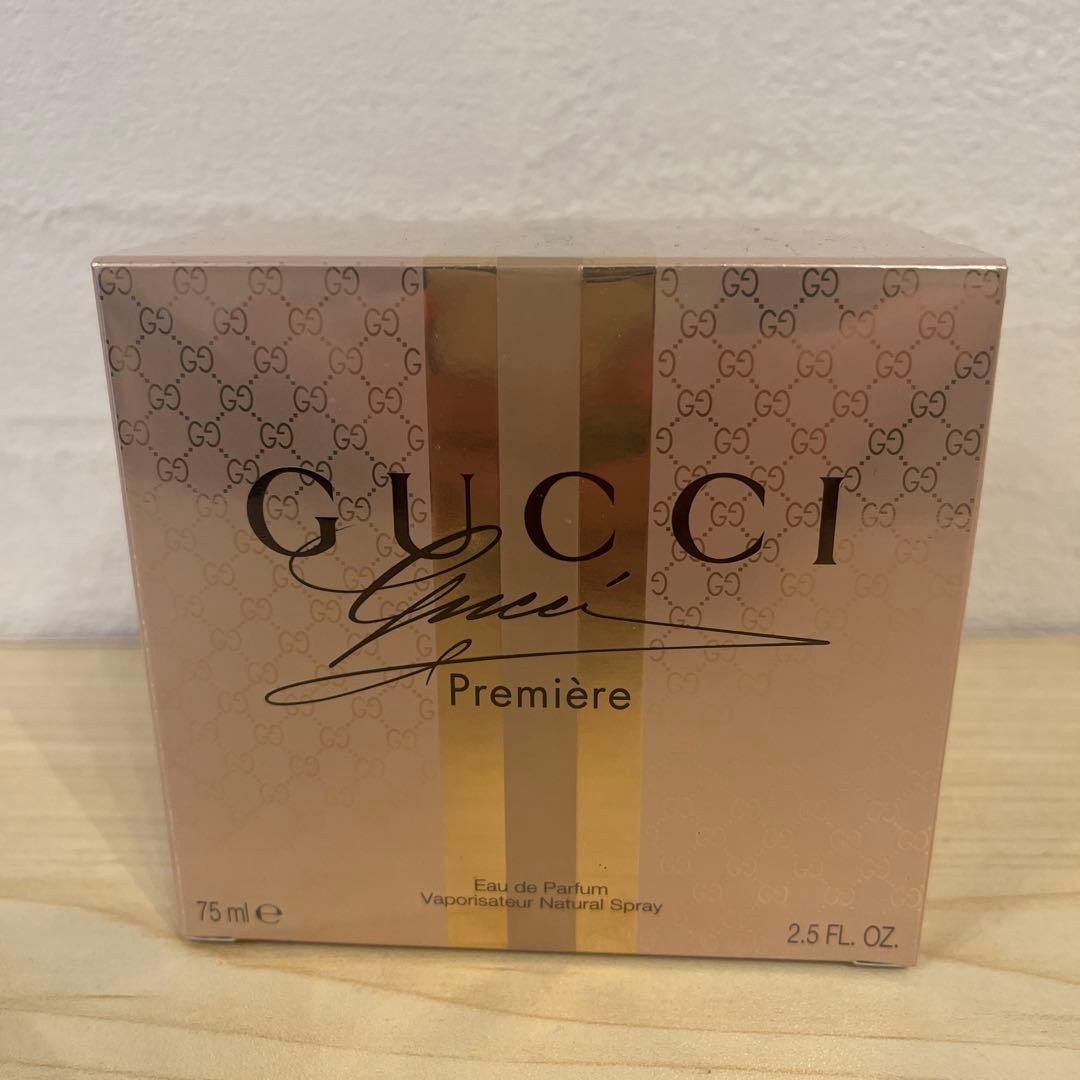 GUCCI
Gucci
Première
Eau de Parfum
Vaporisateur Natural Spray
75 ml ℮
2.5 FL. OZ.